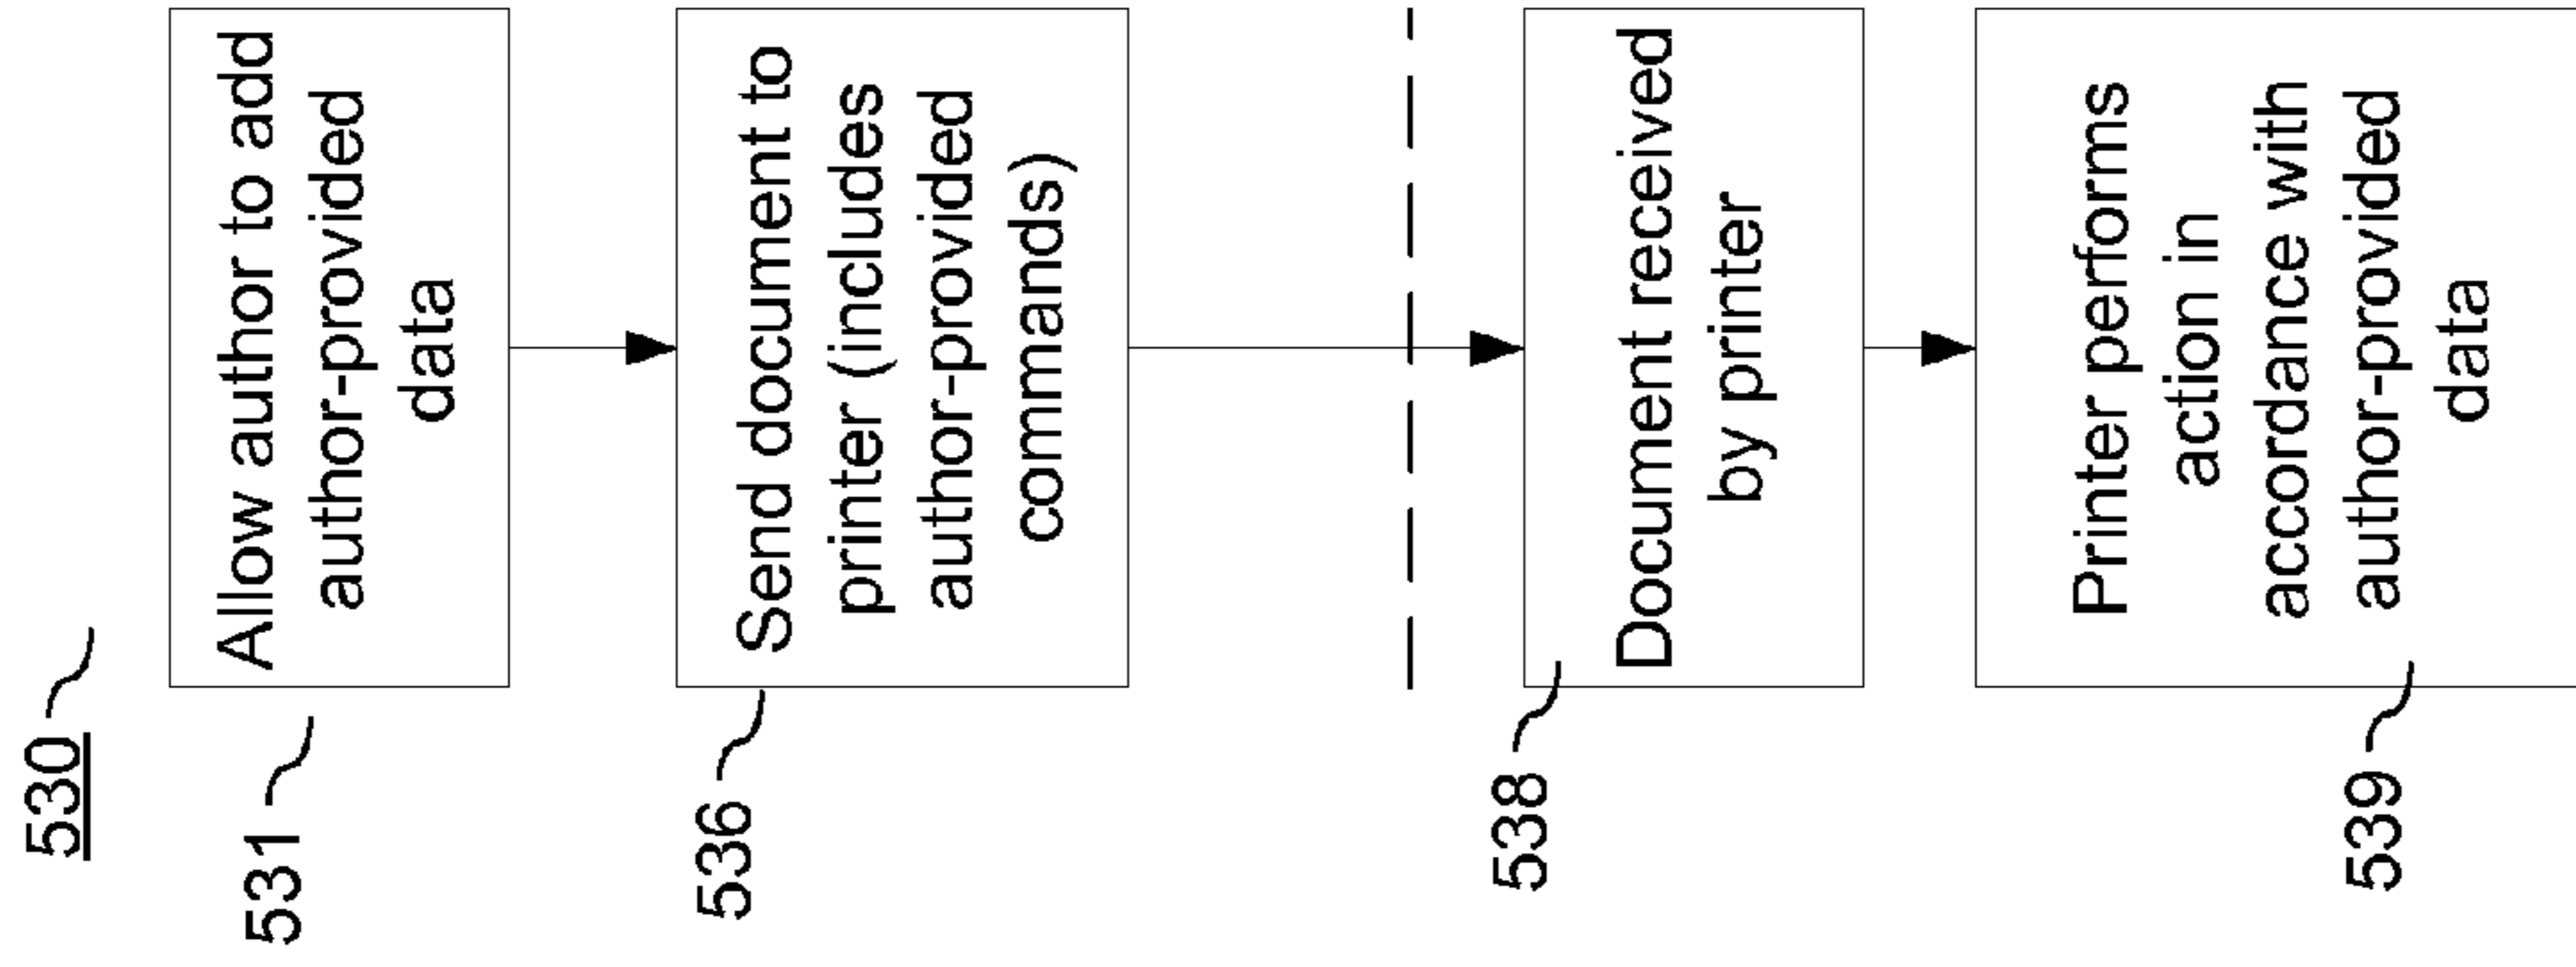 530
531
Allow author to add
author-provided
data
536
Send document to
printer (includes
author-provided
commands)
538
Document received
by printer
539
Printer performs
action in
accordance with
author-provided
data